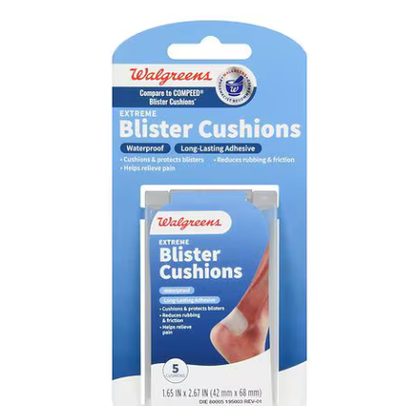 Walgreens
Compare to COMPEED®
Blister Cushions*
EXTREME
Blister Cushions
Waterproof
Long-Lasting Adhesive
• Cushions & protects blisters
• Reduces rubbing & friction
• Helps relieve pain
Walgreens
EXTREME
Blister
Cushions
Waterproof
Long-Lasting Adhesive
• Cushions & protects blisters
• Reduces rubbing
& friction
• Helps relieve
pain
5
CUSHIONS
1.65 IN x 2.67 IN (42 mm x 68 mm)